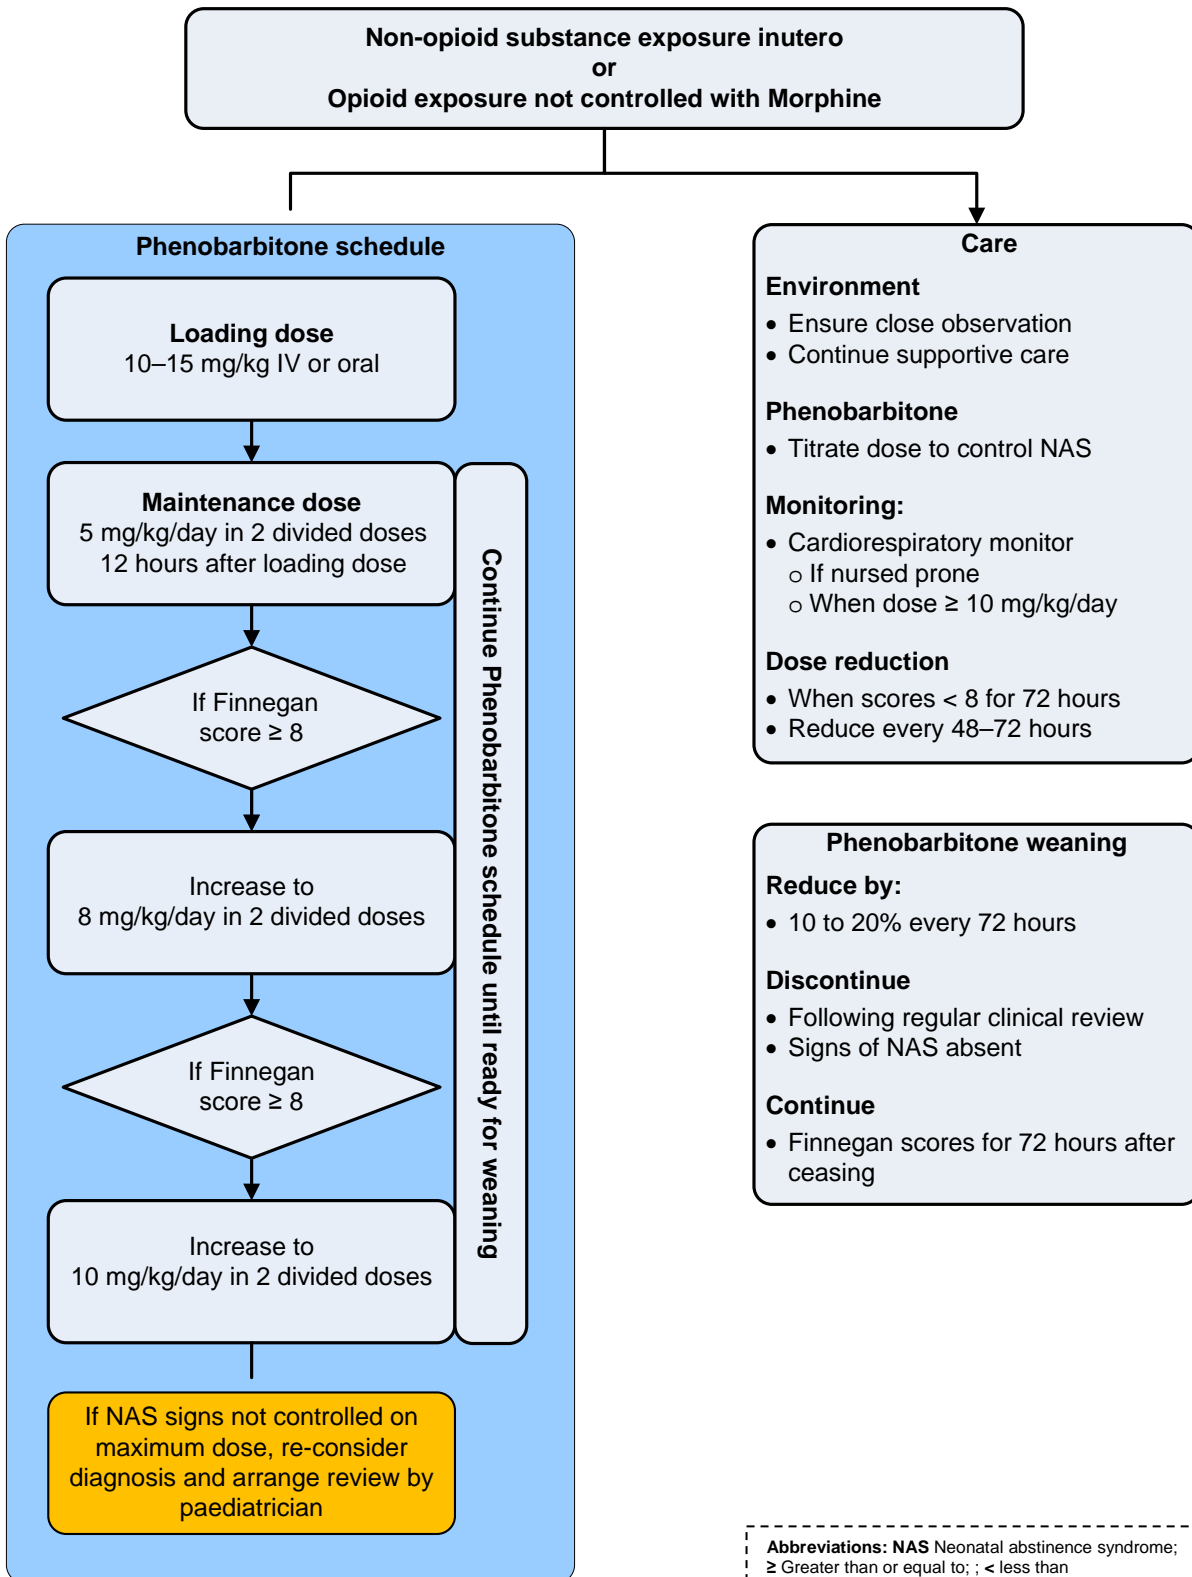 Non-opioid substance exposure inutero
or
Opioid exposure not controlled with Morphine
Phenobarbitone schedule
Loading dose
10–15 mg/kg IV or oral
Maintenance dose
5 mg/kg/day in 2 divided doses
12 hours after loading dose
If Finnegan
score ≥ 8
Increase to
8 mg/kg/day in 2 divided doses
If Finnegan
score ≥ 8
Increase to
10 mg/kg/day in 2 divided doses
Continue Phenobarbitone schedule until ready for weaning
If NAS signs not controlled on
maximum dose, re-consider
diagnosis and arrange review by
paediatrician
Care
Environment
• Ensure close observation
• Continue supportive care
Phenobarbitone
• Titrate dose to control NAS
Monitoring:
• Cardiorespiratory monitor
o If nursed prone
o When dose ≥ 10 mg/kg/day
Dose reduction
• When scores < 8 for 72 hours
• Reduce every 48–72 hours
Phenobarbitone weaning
Reduce by:
• 10 to 20% every 72 hours
Discontinue
• Following regular clinical review
• Signs of NAS absent
Continue
• Finnegan scores for 72 hours after
ceasing
Abbreviations: NAS Neonatal abstinence syndrome;
≥ Greater than or equal to; ; < less than